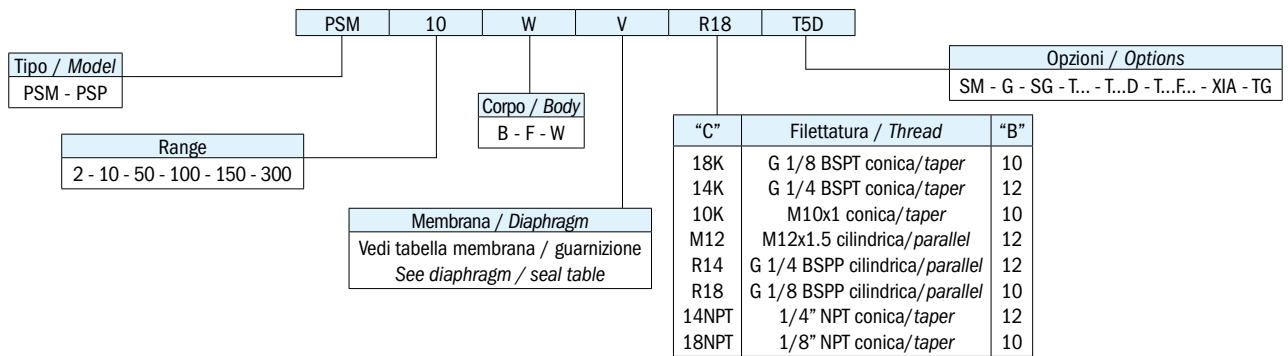 PSM 10 W V R18 T5D
Tipo / Model
PSM - PSP
Opzioni / Options
SM - G - SG - T... - T...D - T...F... - XIA - TG
Corpo / Body
B - F - W
Range
2 - 10 - 50 - 100 - 150 - 300
Membrana / Diaphragm
Vedi tabella membrana / guarnizione
See diaphragm / seal table
“C” Filettatura / Thread “B”
18K G 1/8 BSPT conica/taper 10
14K G 1/4 BSPT conica/taper 12
10K M10x1 conica/taper 10
M12 M12x1.5 cilindrica/parallel 12
R14 G 1/4 BSPP cilindrica/parallel 12
R18 G 1/8 BSPP cilindrica/parallel 10
14NPT 1/4” NPT conica/taper 12
18NPT 1/8” NPT conica/taper 10